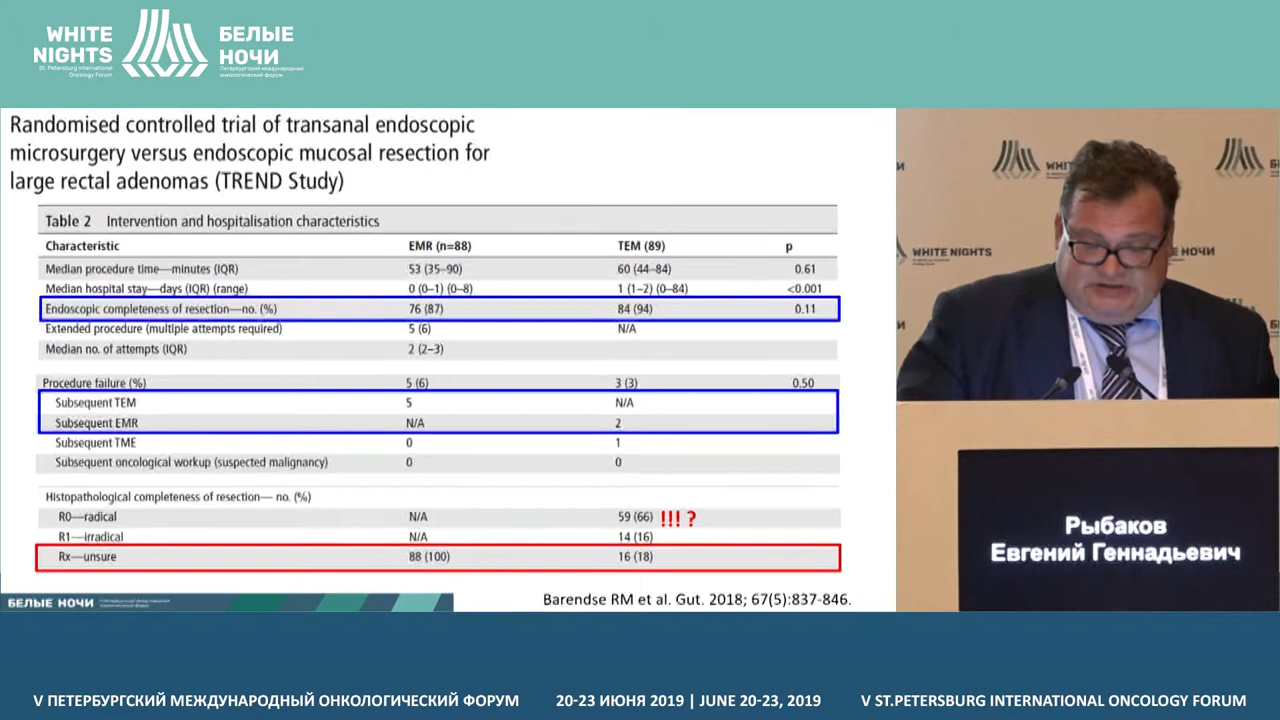 WHITE
NIGHTS
St. Petersburg International
Oncology Forum
БЕЛЫЕ
НОЧИ
Петербургский международный
онкологический форум
Randomised controlled trial of transanal endoscopic
microsurgery versus endoscopic mucosal resection for
large rectal adenomas (TREND Study)
Table 2 Intervention and hospitalisation characteristics
Characteristic EMR (n=88) TEM (89) p
Median procedure time—minutes (IQR) 53 (35–90) 60 (44–84) 0.61
Median hospital stay—days (IQR) (range) 0 (0–1) (0–8) 1 (1–2) (0–84) <0.001
Endoscopic completeness of resection—no. (%) 76 (87) 84 (94) 0.11
Extended procedure (multiple attempts required) 5 (6) N/A
Median no. of attempts (IQR) 2 (2–3)
Procedure failure (%) 5 (6) 3 (3) 0.50
Subsequent TEM 5 N/A
Subsequent EMR N/A 2
Subsequent TME 0 1
Subsequent oncological workup (suspected malignancy) 0 0
Histopathological completeness of resection— no. (%)
R0—radical N/A 59 (66) !!! ?
R1—irradical N/A 14 (16)
Rx—unsure 88 (100) 16 (18)
БЕЛЫЕ НОЧИ
Barendse RM et al. Gut. 2018; 67(5):837-846.
WHITE NIGHTS
НОЧИ
Рыбаков
Евгений Геннадьевич
V ПЕТЕРБУРГСКИЙ МЕЖДУНАРОДНЫЙ ОНКОЛОГИЧЕСКИЙ ФОРУМ 20-23 ИЮНЯ 2019 | JUNE 20-23, 2019 V ST.PETERSBURG INTERNATIONAL ONCOLOGY FORUM